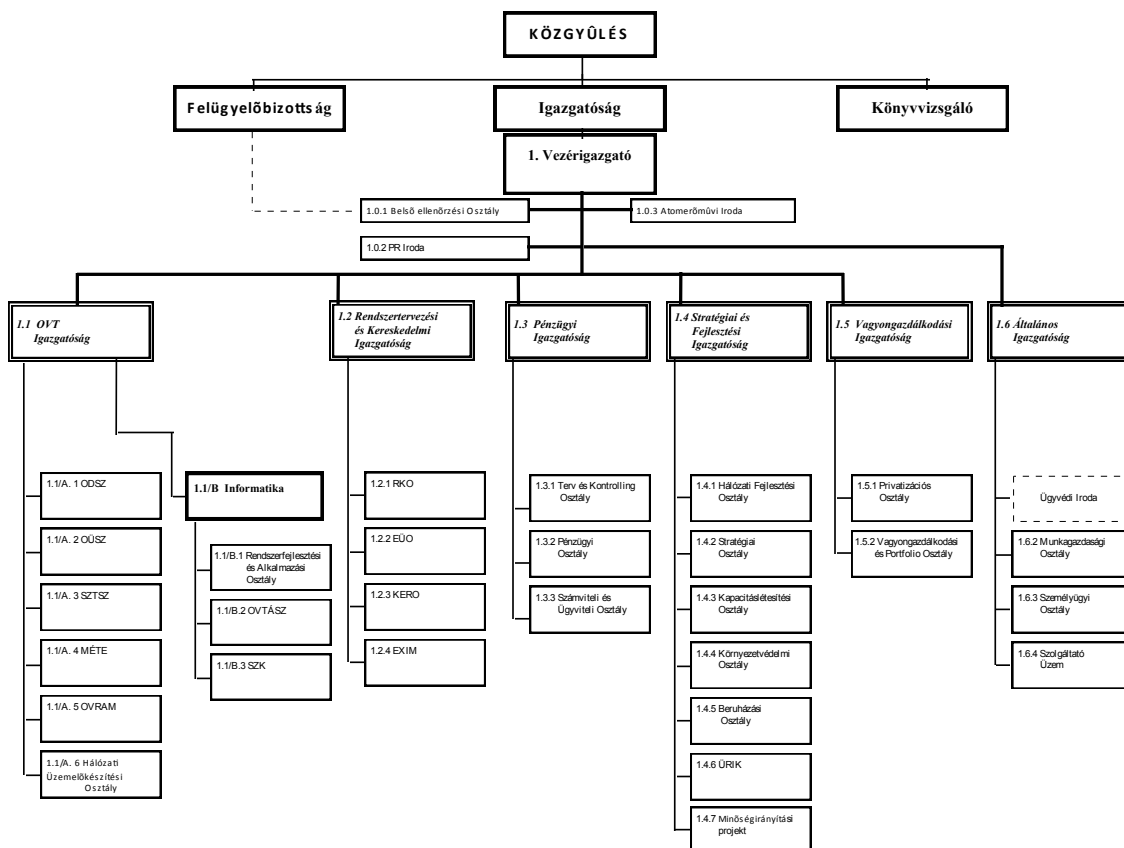 KÖZGYÛLÉS
Felügyelõbizottság
Igazgatóság
Könyvvizsgáló
1. Vezérigazgató
1.0.1 Belsõ ellenõrzési Osztály
1.0.3 Atomerõmûvi Iroda
1.0.2 PR Iroda
1.1 OVT
Igazgatóság
1.2 Rendszertervezési
és Kereskedelmi
Igazgatóság
1.3 Pénzügyi
Igazgatóság
1.4 Stratégiai és
Fejlesztési
Igazgatóság
1.5 Vagyongazdálkodási
Igazgatóság
1.6 Általános
Igazgatóság
1.1/A. 1 ODSZ
1.1/A. 2 OÜSZ
1.1/A. 3 SZTSZ
1.1/A. 4 MÉTE
1.1/A. 5 OVRAM
1.1/A. 6 Hálózati
Üzemelõkészítési
Osztály
1.1/B Informatika
1.1/B.1 Rendszerfejlesztési
és Alkalmazási
Osztály
1.1/B.2 OVTÁSZ
1.1/B.3 SZK
1.2.1 RKO
1.2.2 EÜO
1.2.3 KERO
1.2.4 EXIM
1.3.1 Terv és Kontrolling
Osztály
1.3.2 Pénzügyi
Osztály
1.3.3 Számviteli és
Ügyviteli Osztály
1.4.1 Hálózati Fejlesztési
Osztály
1.4.2 Stratégiai
Osztály
1.4.3 Kapacitáslétesítési
Osztály
1.4.4 Környezetvédelmi
Osztály
1.4.5 Beruházási
Osztály
1.4.6 ÜRIK
1.4.7 Minõségirányítási
projekt
1.5.1 Privatizációs
Osztály
1.5.2 Vagyongazdálkodási
és Portfolio Osztály
Ügyvédi Iroda
1.6.2 Munkagazdasági
Osztály
1.6.3 Személyügyi
Osztály
1.6.4 Szolgáltató
Üzem